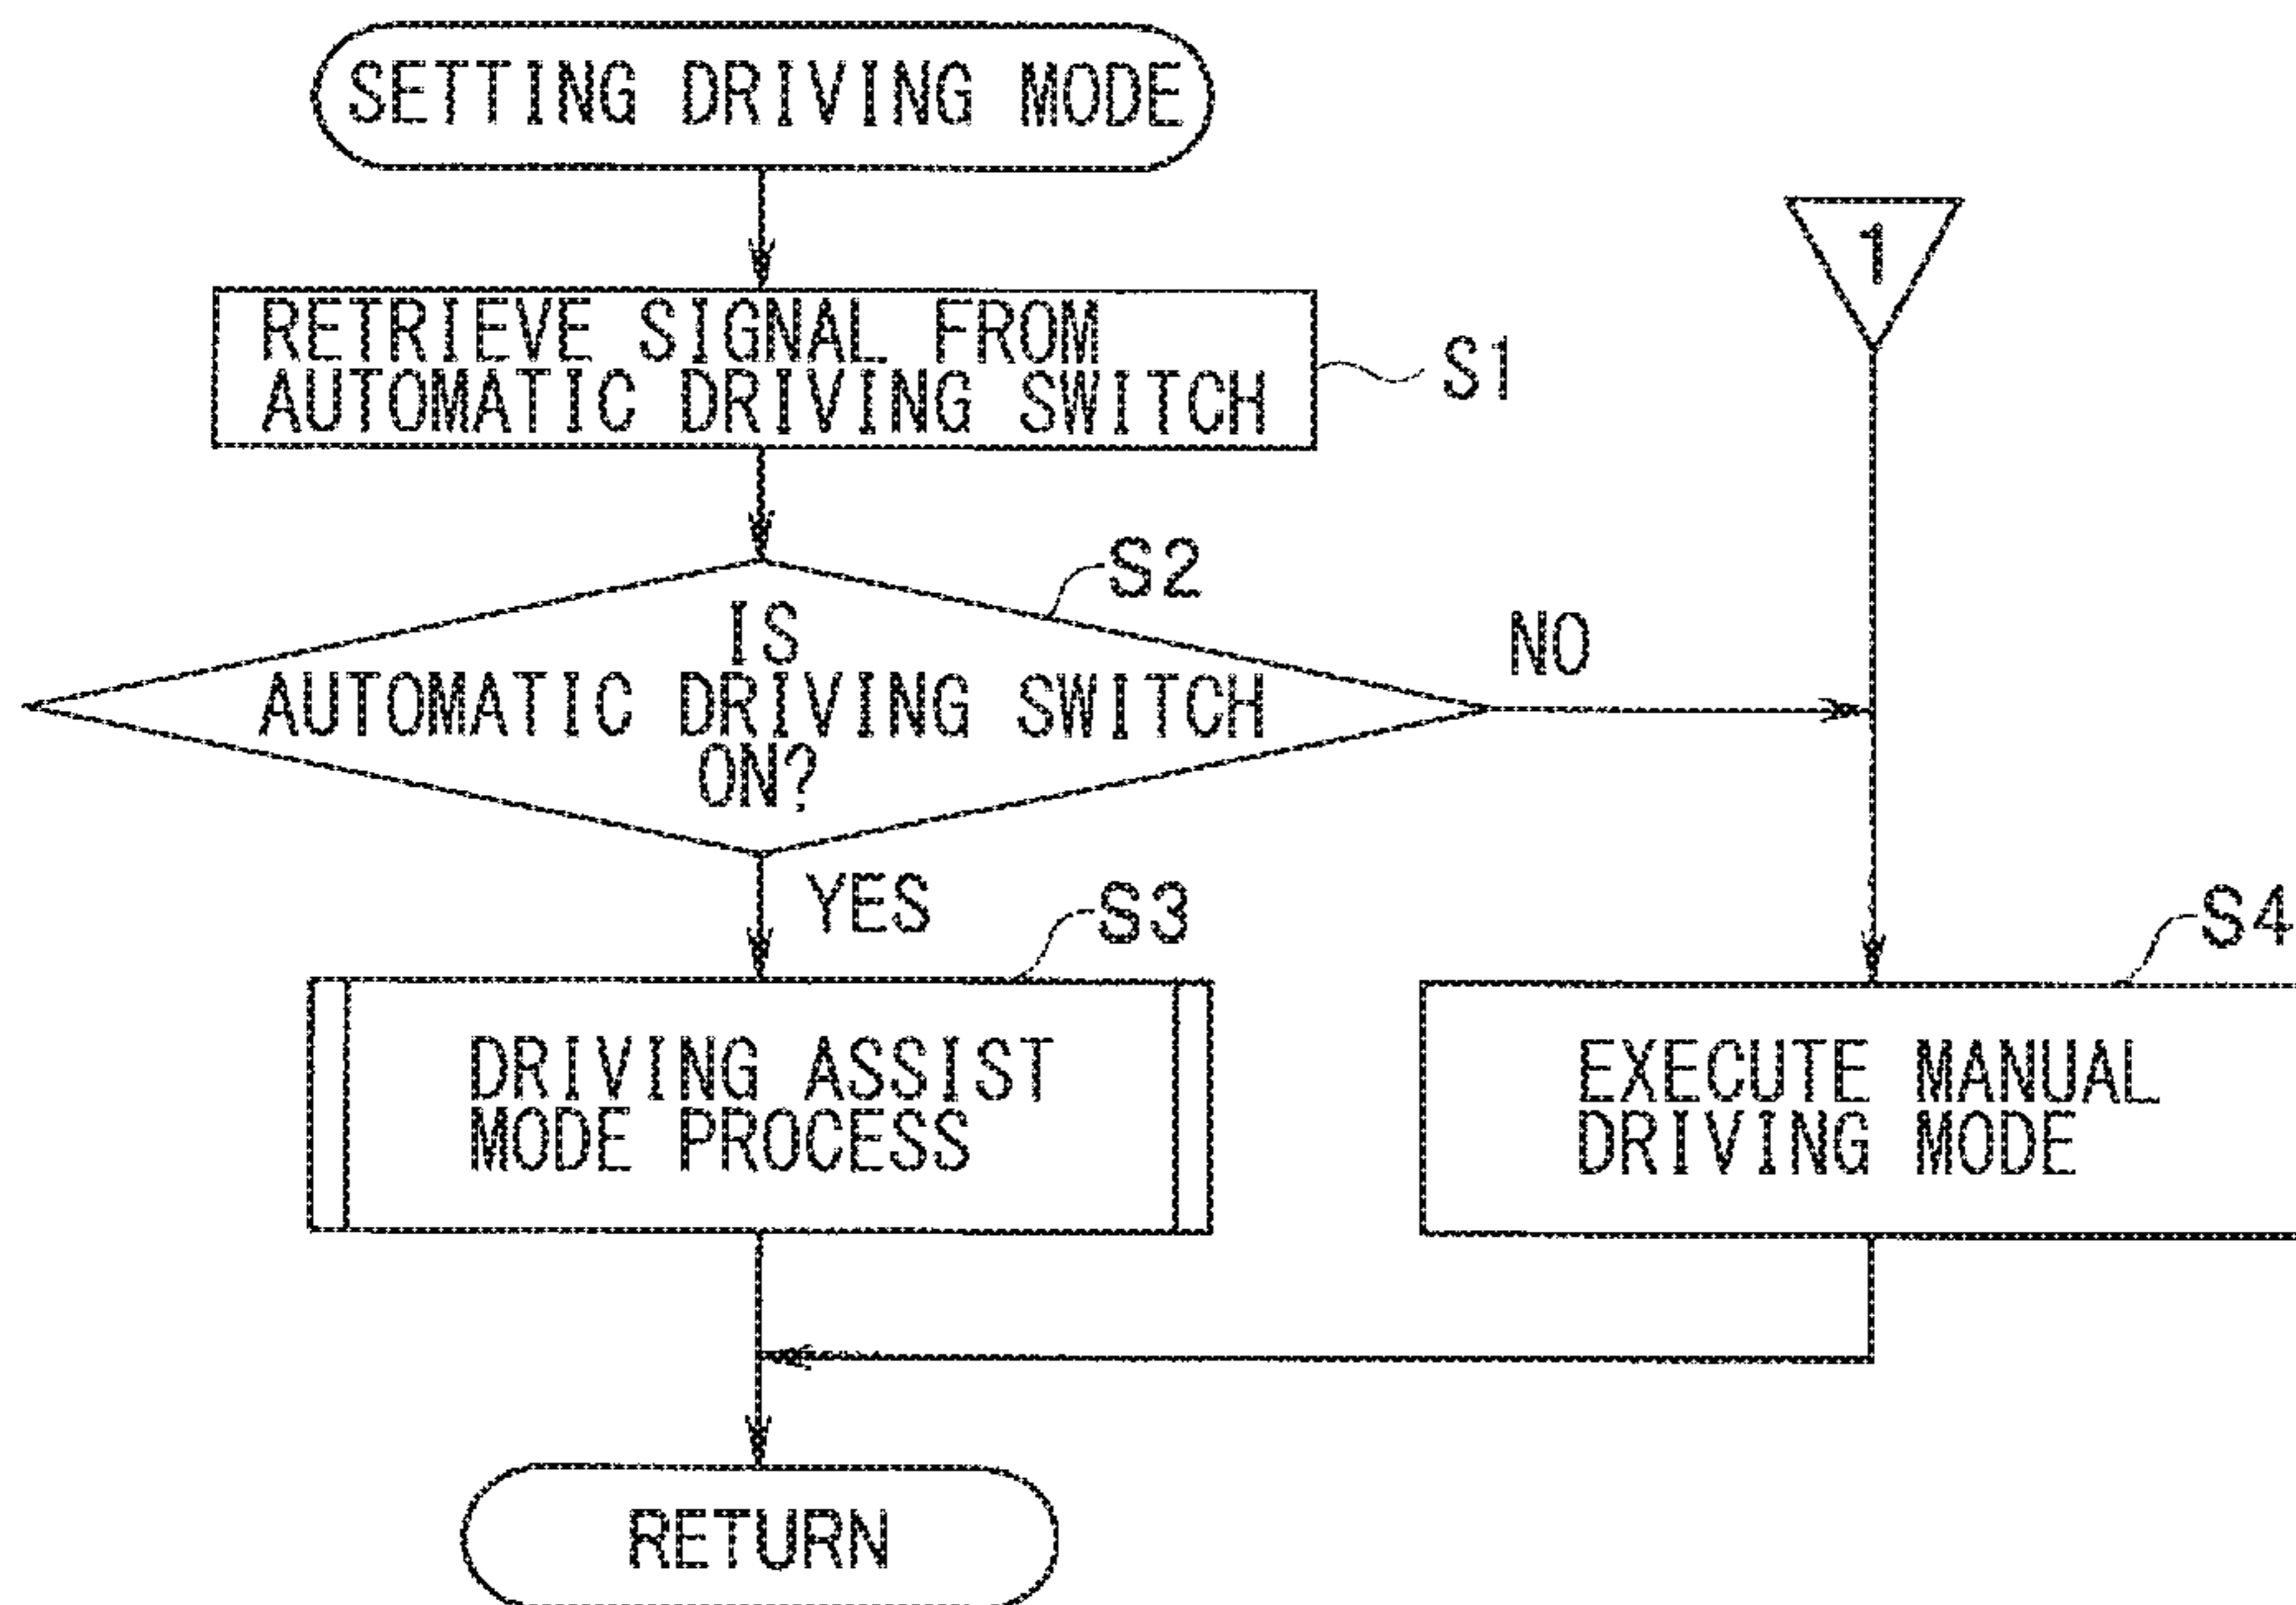 SETTING DRIVING MODE
1
RETRIEVE SIGNAL FROM
AUTOMATIC DRIVING SWITCH
S1
S2
IS
AUTOMATIC DRIVING SWITCH
ON?
NO
YES
S3
S4
DRIVING ASSIST
MODE PROCESS
EXECUTE MANUAL
DRIVING MODE
RETURN